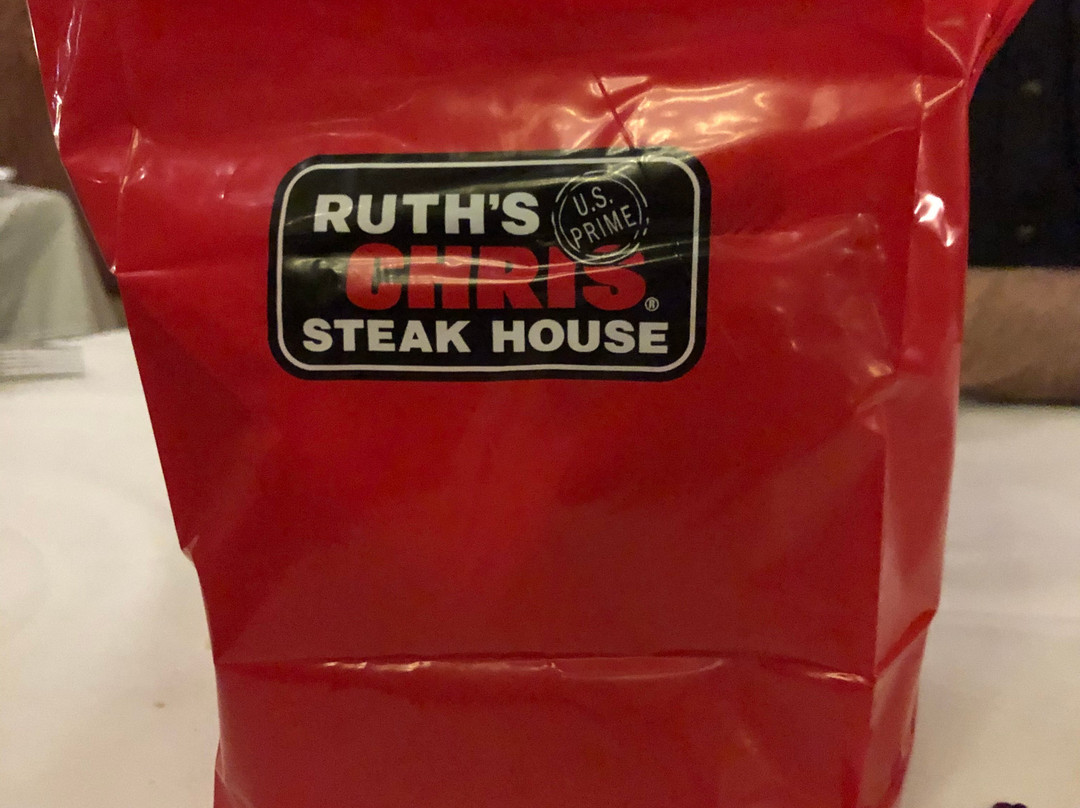 RUTH'S
U.S.
PRIME
CHRIS®
STEAK HOUSE